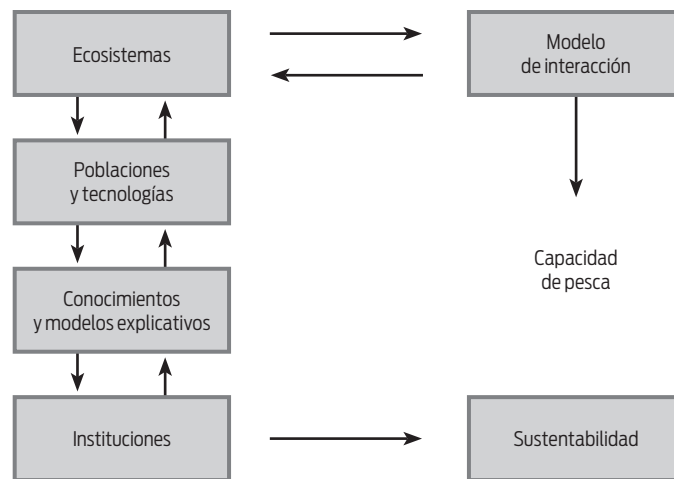 Ecosistemas
Modelo
de interacción
Poblaciones
y tecnologías
Capacidad
de pesca
Conocimientos
y modelos explicativos
Instituciones
Sustentabilidad